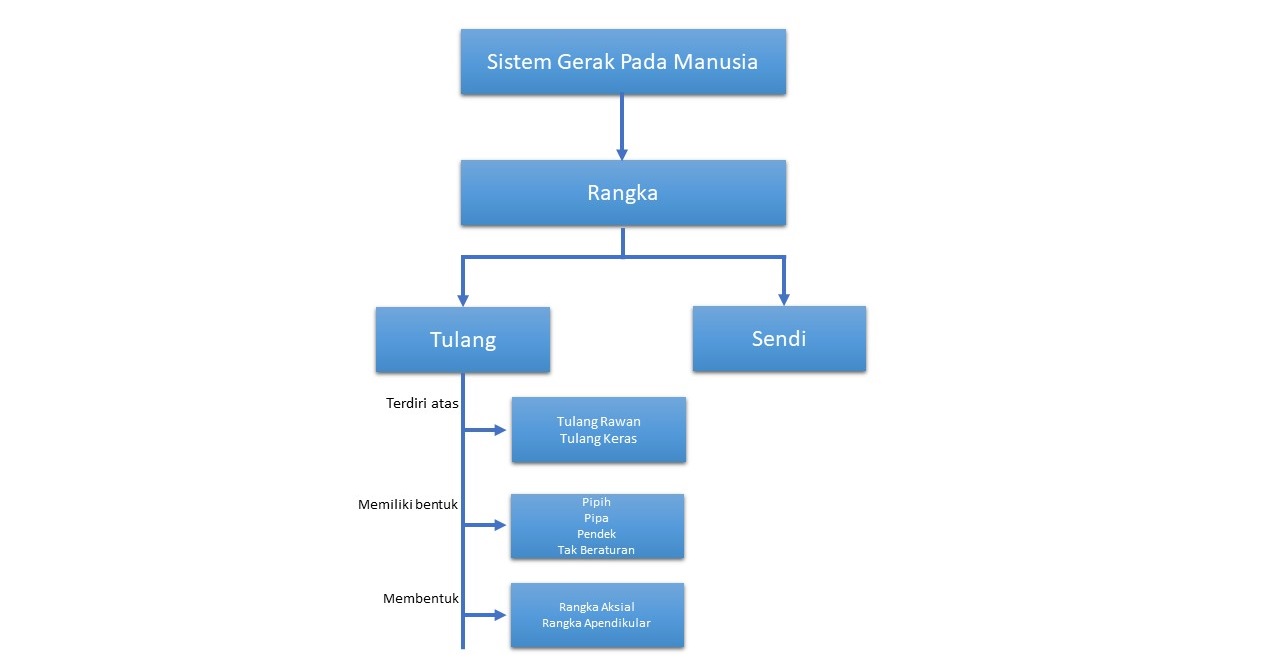 Sistem Gerak Pada Manusia
Rangka
Tulang
Sendi
Terdiri atas
Tulang Rawan
Tulang Keras
Memiliki bentuk
Pipih
Pipa
Pendek
Tak Beraturan
Membentuk
Rangka Aksial
Rangka Apendikular